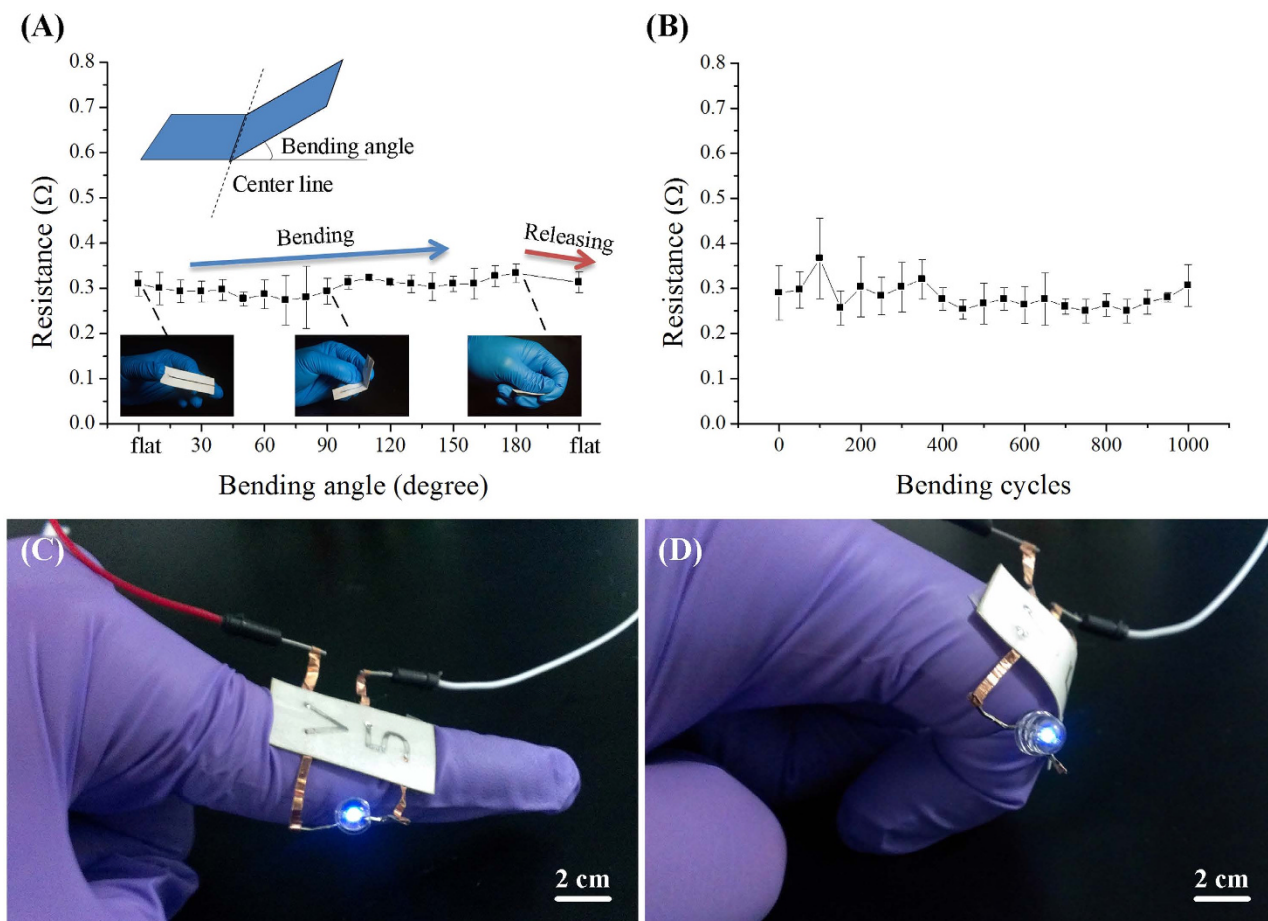 (A)
0.8
0.7
0.6
0.5
0.4
0.3
0.2
0.1
0.0
Resistance (Ω)
Bending angle
Center line
Bending
Releasing
flat 30 60 90 120 150 180 flat
Bending angle (degree)
(B)
0.8
0.7
0.6
0.5
0.4
0.3
0.2
0.1
0.0
Resistance (Ω)
0 200 400 600 800 1000
Bending cycles
(C)
2 cm
(D)
2 cm